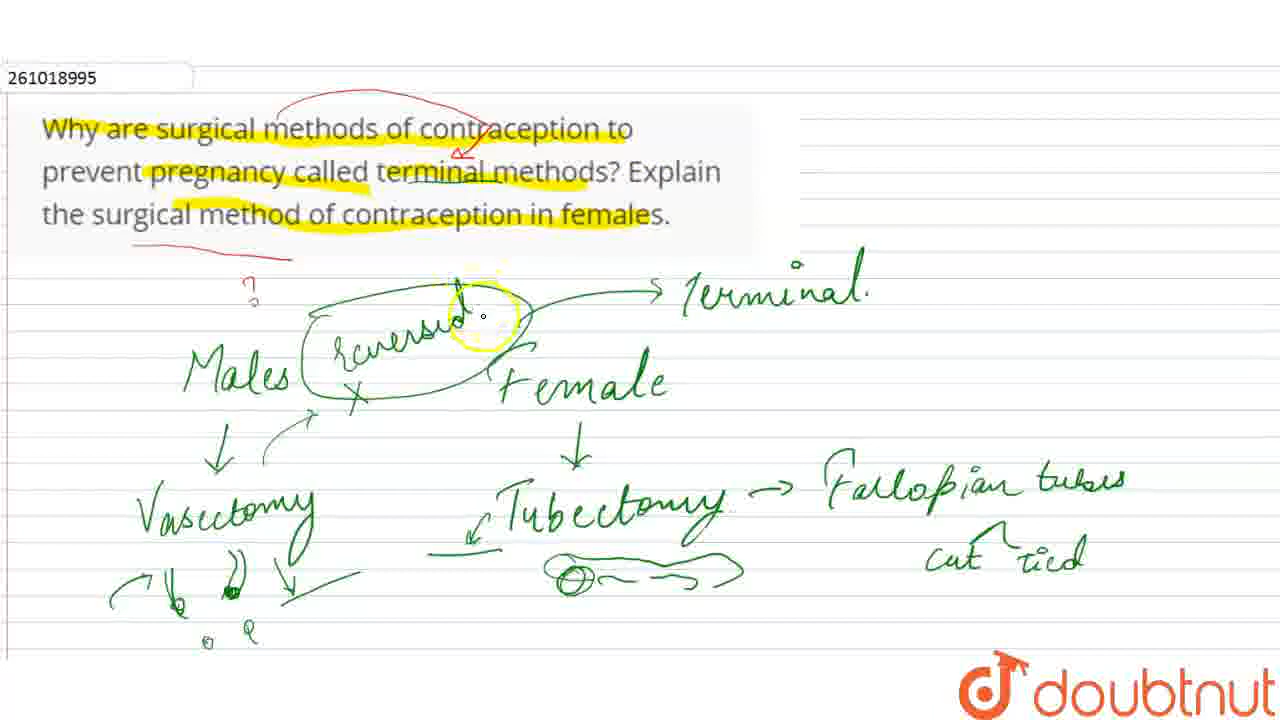 261018995
Why are surgical methods of contraception to
prevent pregnancy called terminal methods? Explain
the surgical method of contraception in females.
?
Terminal.
reversed.
Males
Female
Vasectomy
Tubectomy
Fallopian tubes
cut tied
doubtnut